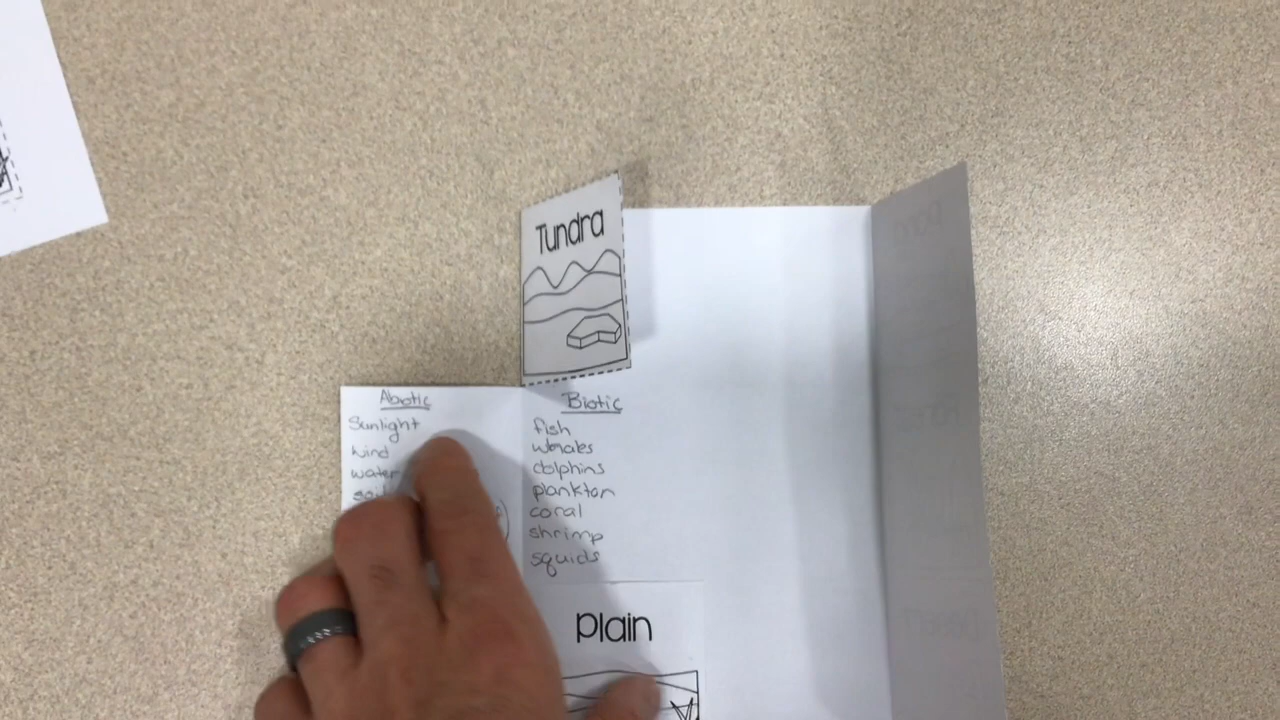 Tundra
Abiotic
Sunlight
wind
water
Biotic
fish
whales
dolphins
plankton
coral
shrimp
squids
Plain